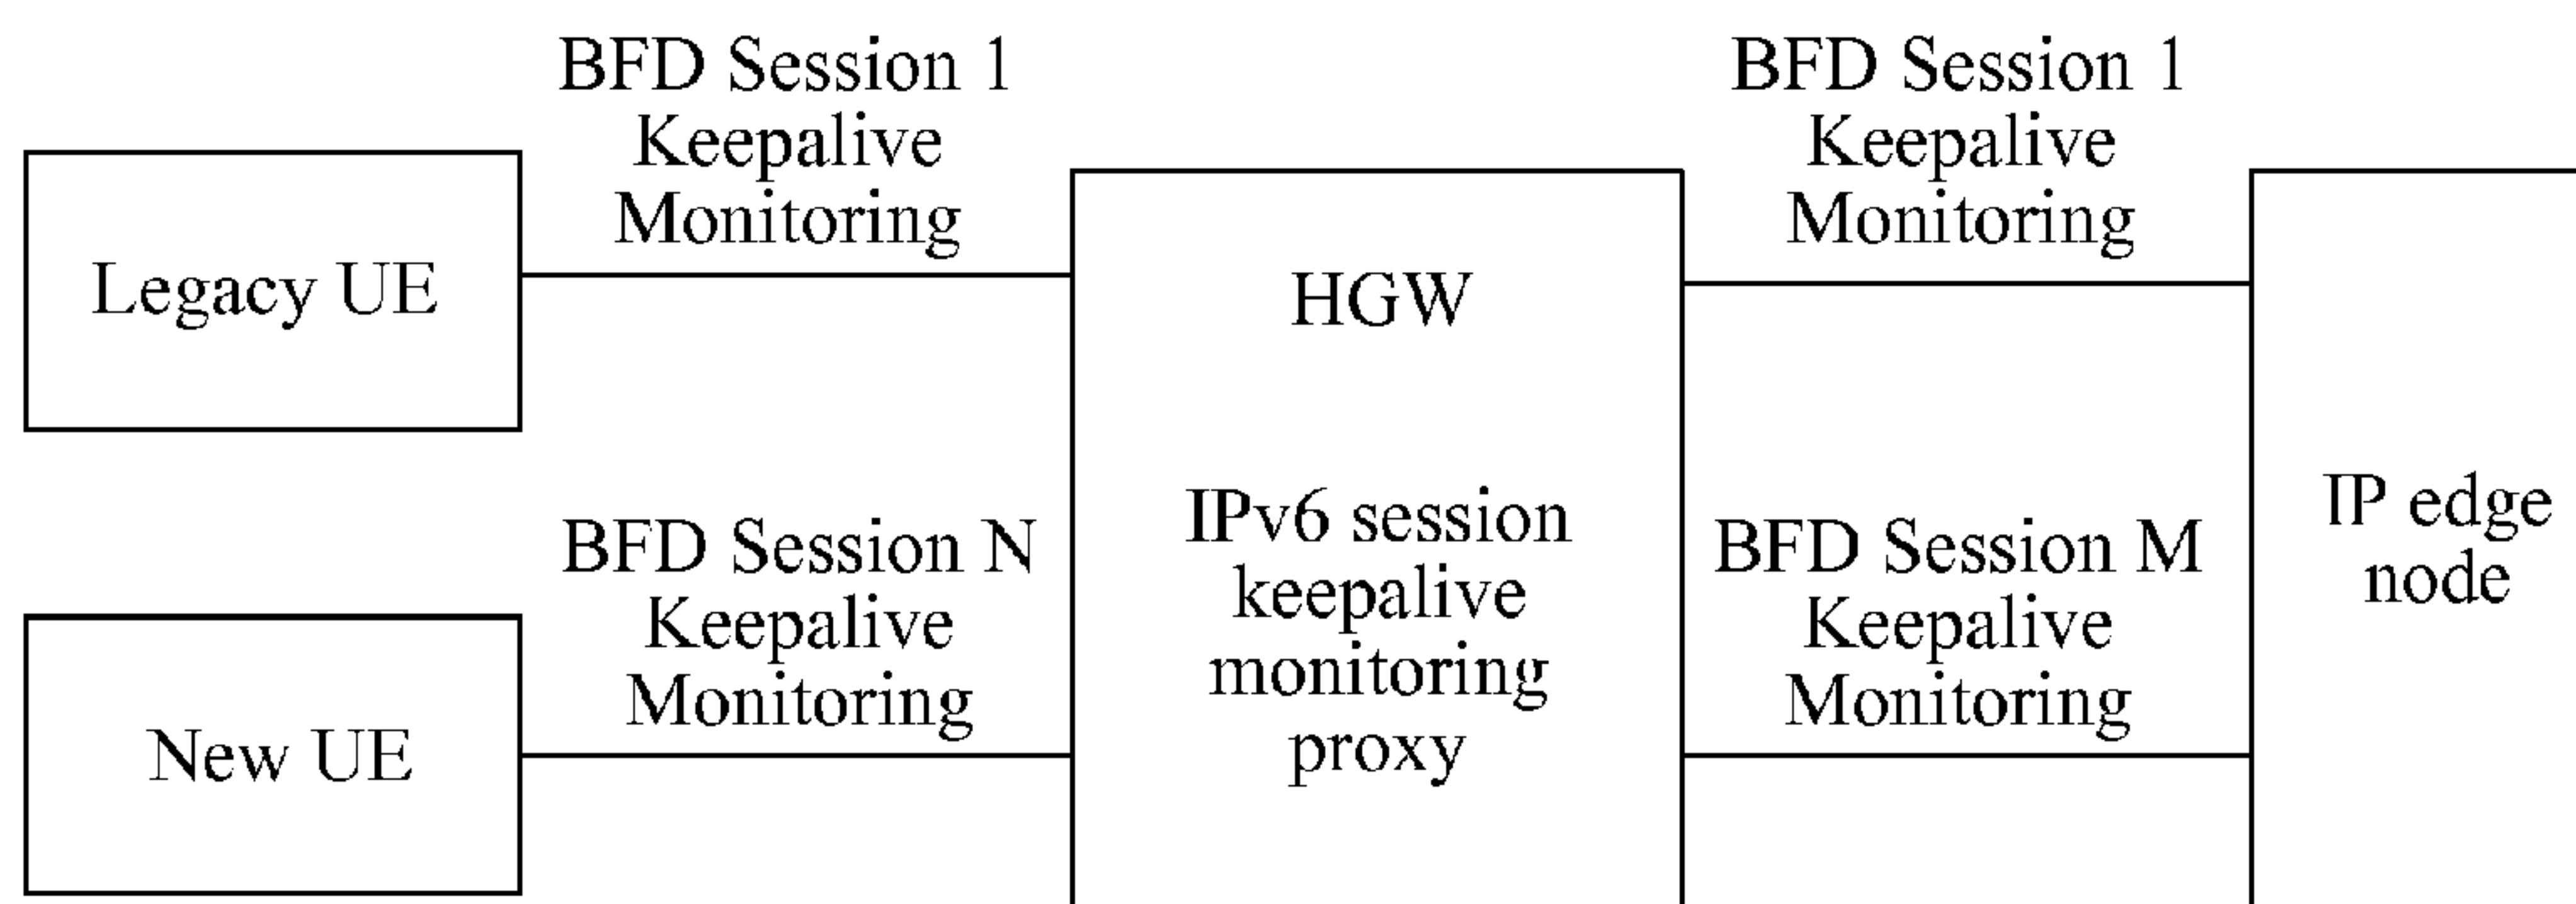 BFD Session 1
Keepalive
Monitoring
BFD Session 1
Keepalive
Monitoring
Legacy UE
HGW
BFD Session N
Keepalive
Monitoring
IPv6 session
keepalive
monitoring
proxy
BFD Session M
Keepalive
Monitoring
IP edge
node
New UE